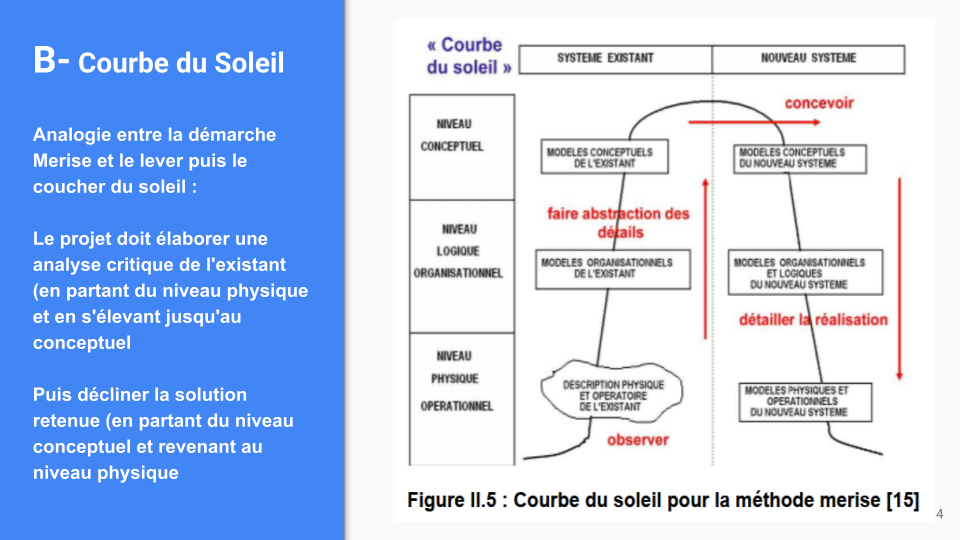 B- Courbe du Soleil
Analogie entre la démarche
Merise et le lever puis le
coucher du soleil :
Le projet doit élaborer une
analyse critique de l'existant
(en partant du niveau physique
et en s'élevant jusqu'au
conceptuel
Puis décliner la solution
retenue (en partant du niveau
conceptuel et revenant au
niveau physique
« Courbe
du soleil »
SYSTEME EXISTANT
NOUVEAU SYSTEME
concevoir
NIVEAU
CONCEPTUEL
MODELES CONCEPTUELS
DE L'EXISTANT
MODELES CONCEPTUELS
DU NOUVEAU SYSTEME
faire abstraction des
détails
NIVEAU
LOGIQUE
ORGANISATIONNEL
MODELES ORGANISATIONNELS
DE L'EXISTANT
MODELES ORGANISATIONNELS
ET LOGIQUES
DU NOUVEAU SYSTEME
détailler la réalisation
NIVEAU
PHYSIQUE
OPERATIONNEL
DESCRIPTION PHYSIQUE
ET OPERATOIRE
DE L'EXISTANT
MODELES PHYSIQUES ET
OPERATIONNELS
DU NOUVEAU SYSTEME
observer
Figure II.5 : Courbe du soleil pour la méthode merise [15]
4